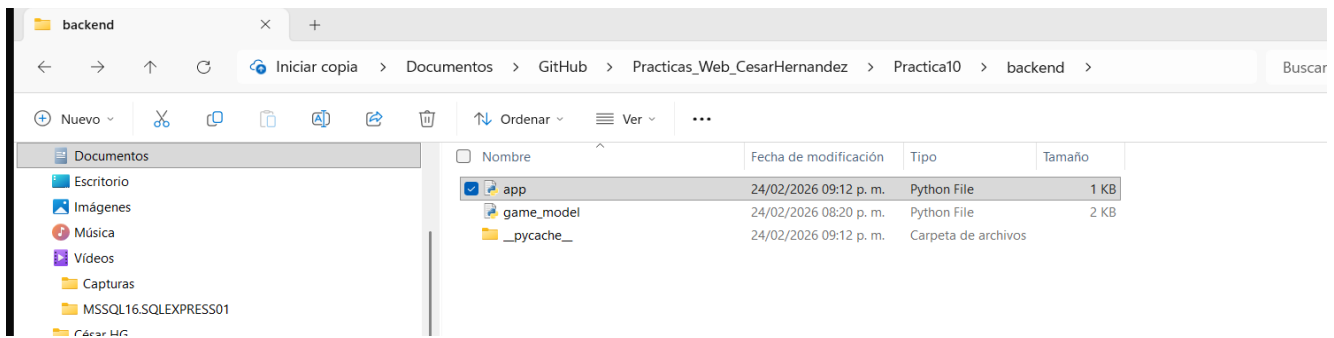 backend
Iniciar copia > Documentos > GitHub > Practicas_Web_CesarHernandez > Practica10 > backend > Buscar
Nuevo Ordenar Ver ...
Documentos
Escritorio
Imágenes
Música
Vídeos
Capturas
MSSQL16.SQLEXPRESS01
César HG
Nombre Fecha de modificación Tipo Tamaño
app 24/02/2026 09:12 p. m. Python File 1 KB
game_model 24/02/2026 08:20 p. m. Python File 2 KB
__pycache__ 24/02/2026 09:12 p. m. Carpeta de archivos